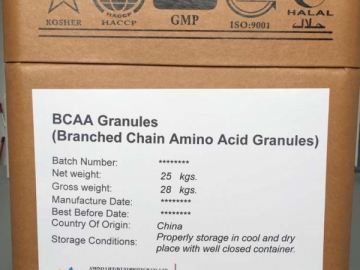 KOSHER
HACCP
HACCP
GMP
ISO:9001
HALAL
حلال
BCAA Granules
(Branched Chain Amino Acid Granules)
Batch Number: ********
Net weight: 25 kgs.
Gross weight: 28 kgs.
Manufacture Date: ********
Best Before Date: ********
Country Of Origin: China
Storage Conditions: Properly storage in cool and dry
place with well closed container.